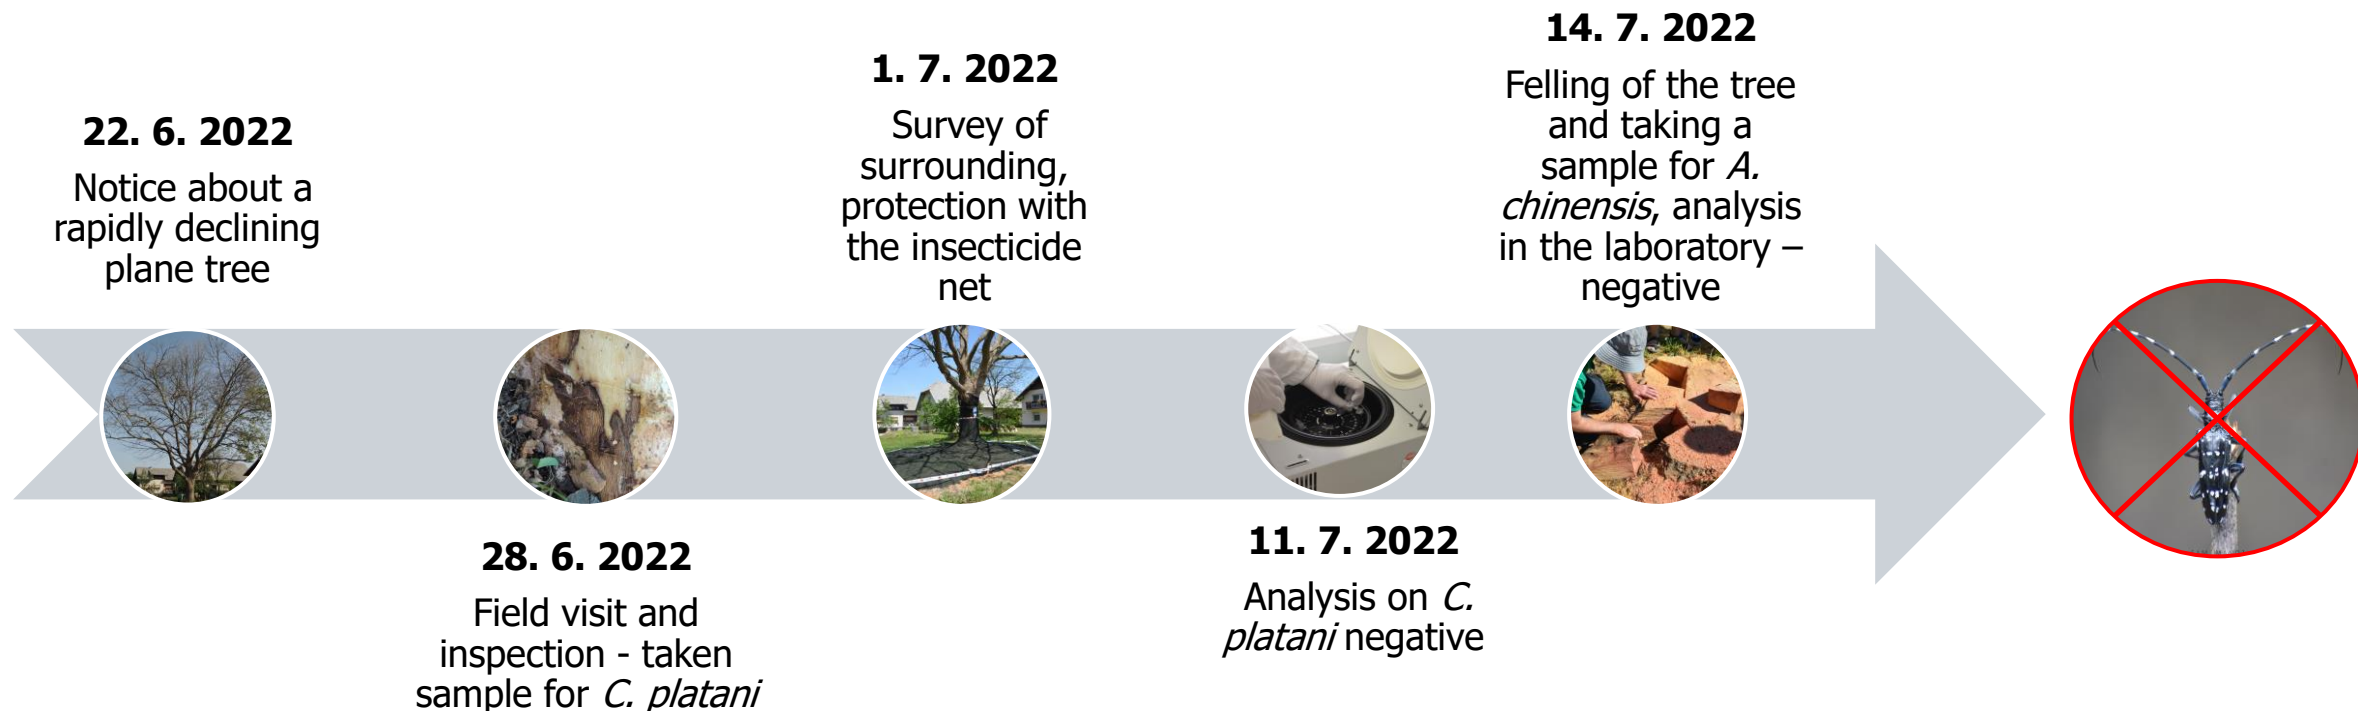 22. 6. 2022
Notice about a
rapidly declining
plane tree
28. 6. 2022
Field visit and
inspection - taken
sample for C. platani
1. 7. 2022
Survey of
surrounding,
protection with
the insecticide
net
11. 7. 2022
Analysis on C.
platani negative
14. 7. 2022
Felling of the tree
and taking a
sample for A.
chinensis, analysis
in the laboratory –
negative